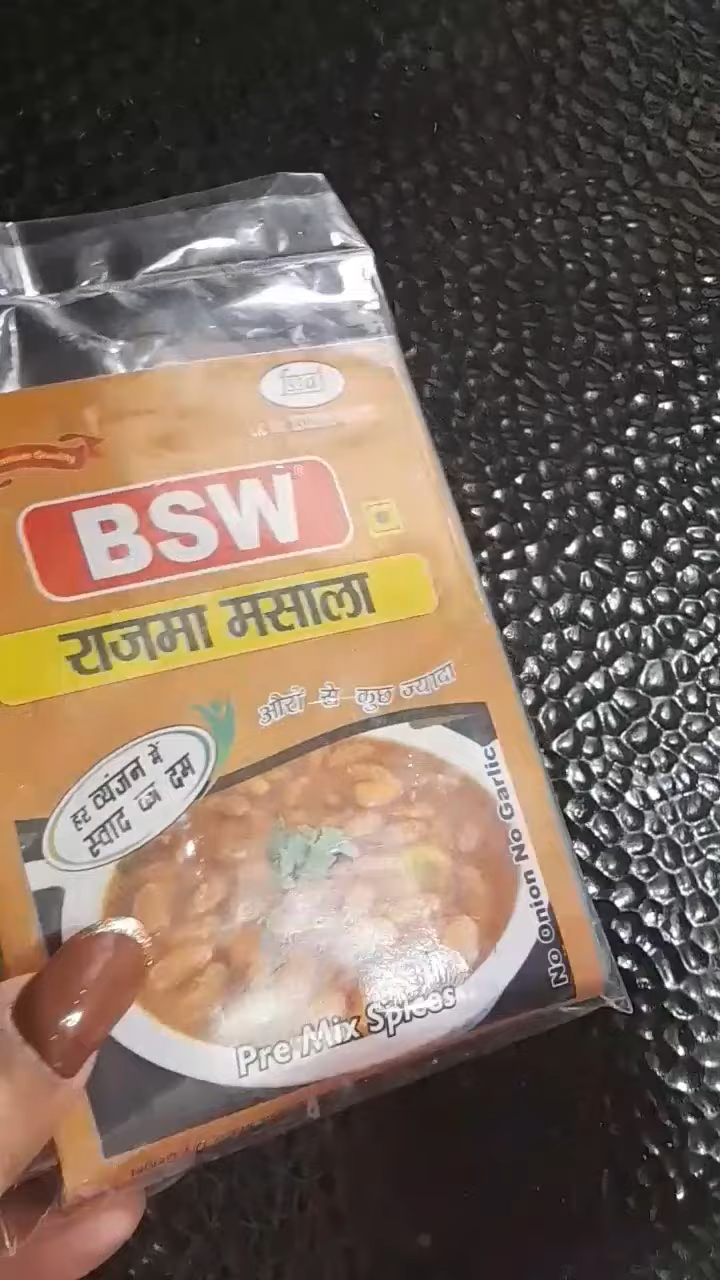 BSW
राजमा मसाला
औरों से कुछ ज्यादा
हर व्यंजन में
स्वाद का दम
No Onion No Garlic
Pre Mix Spices